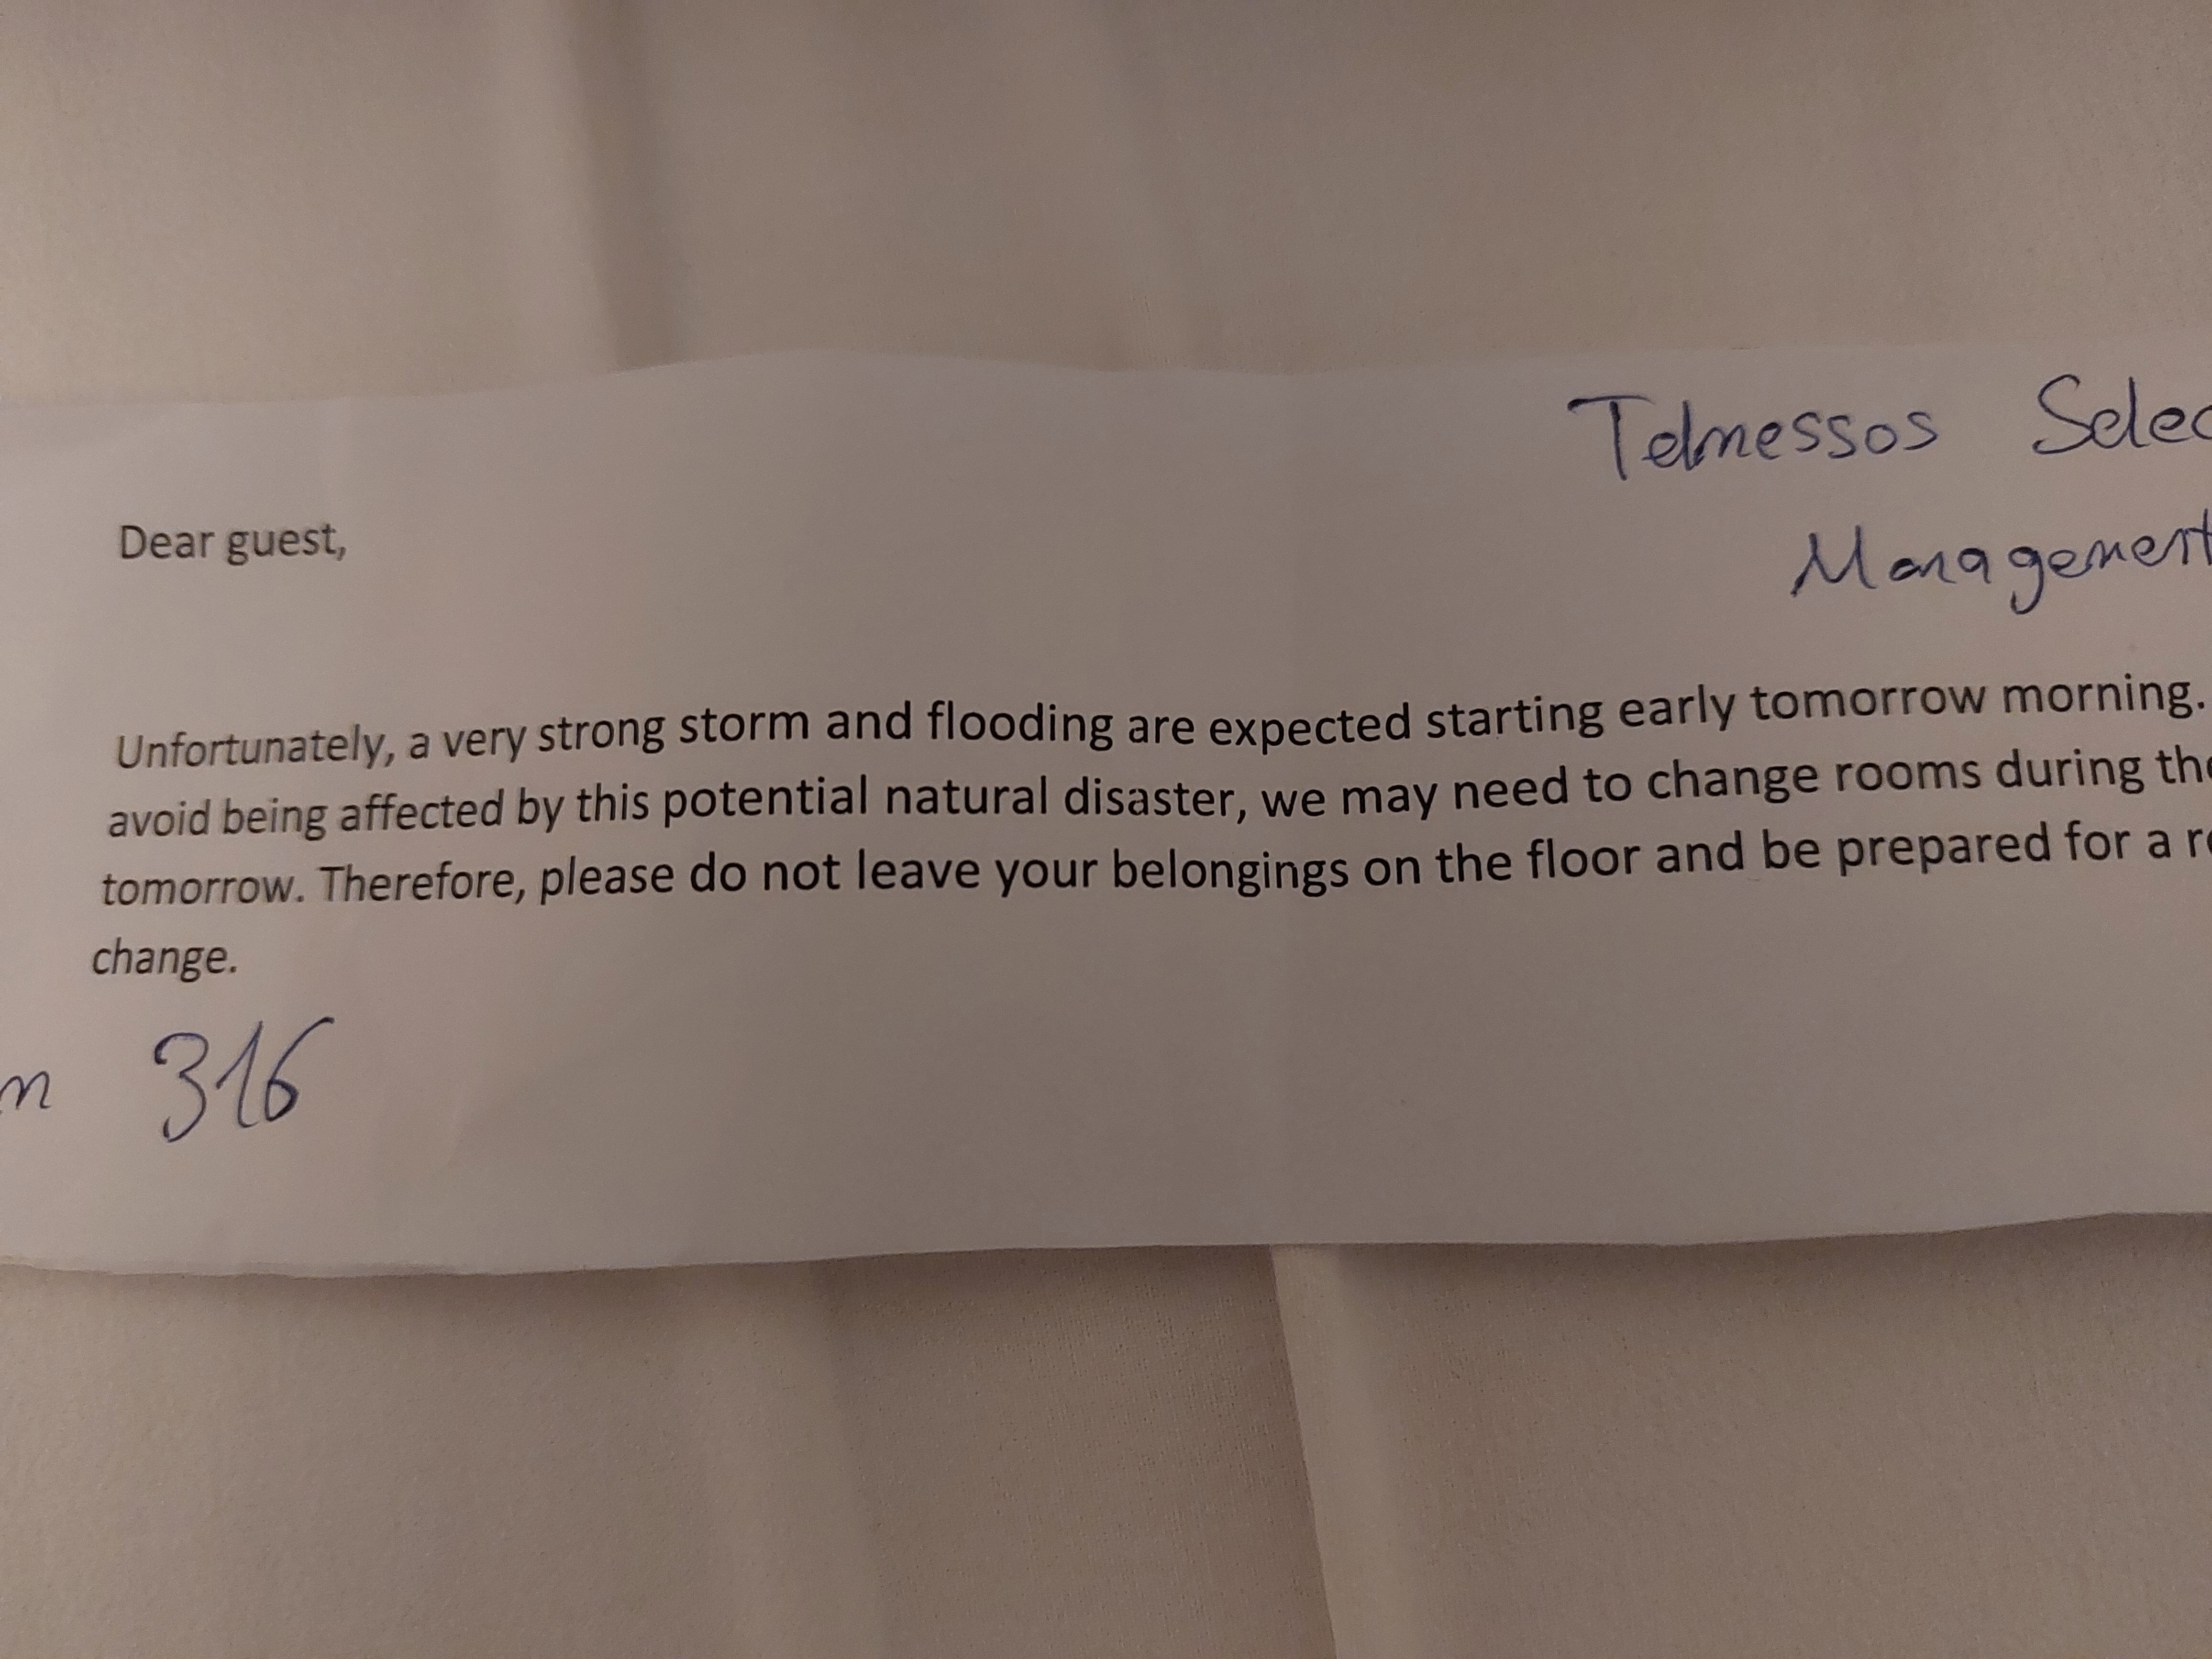 Telmessos Selec
Management
Dear guest,
Unfortunately, a very strong storm and flooding are expected starting early tomorrow morning.
avoid being affected by this potential natural disaster, we may need to change rooms during the
tomorrow. Therefore, please do not leave your belongings on the floor and be prepared for a r
change.
m 316